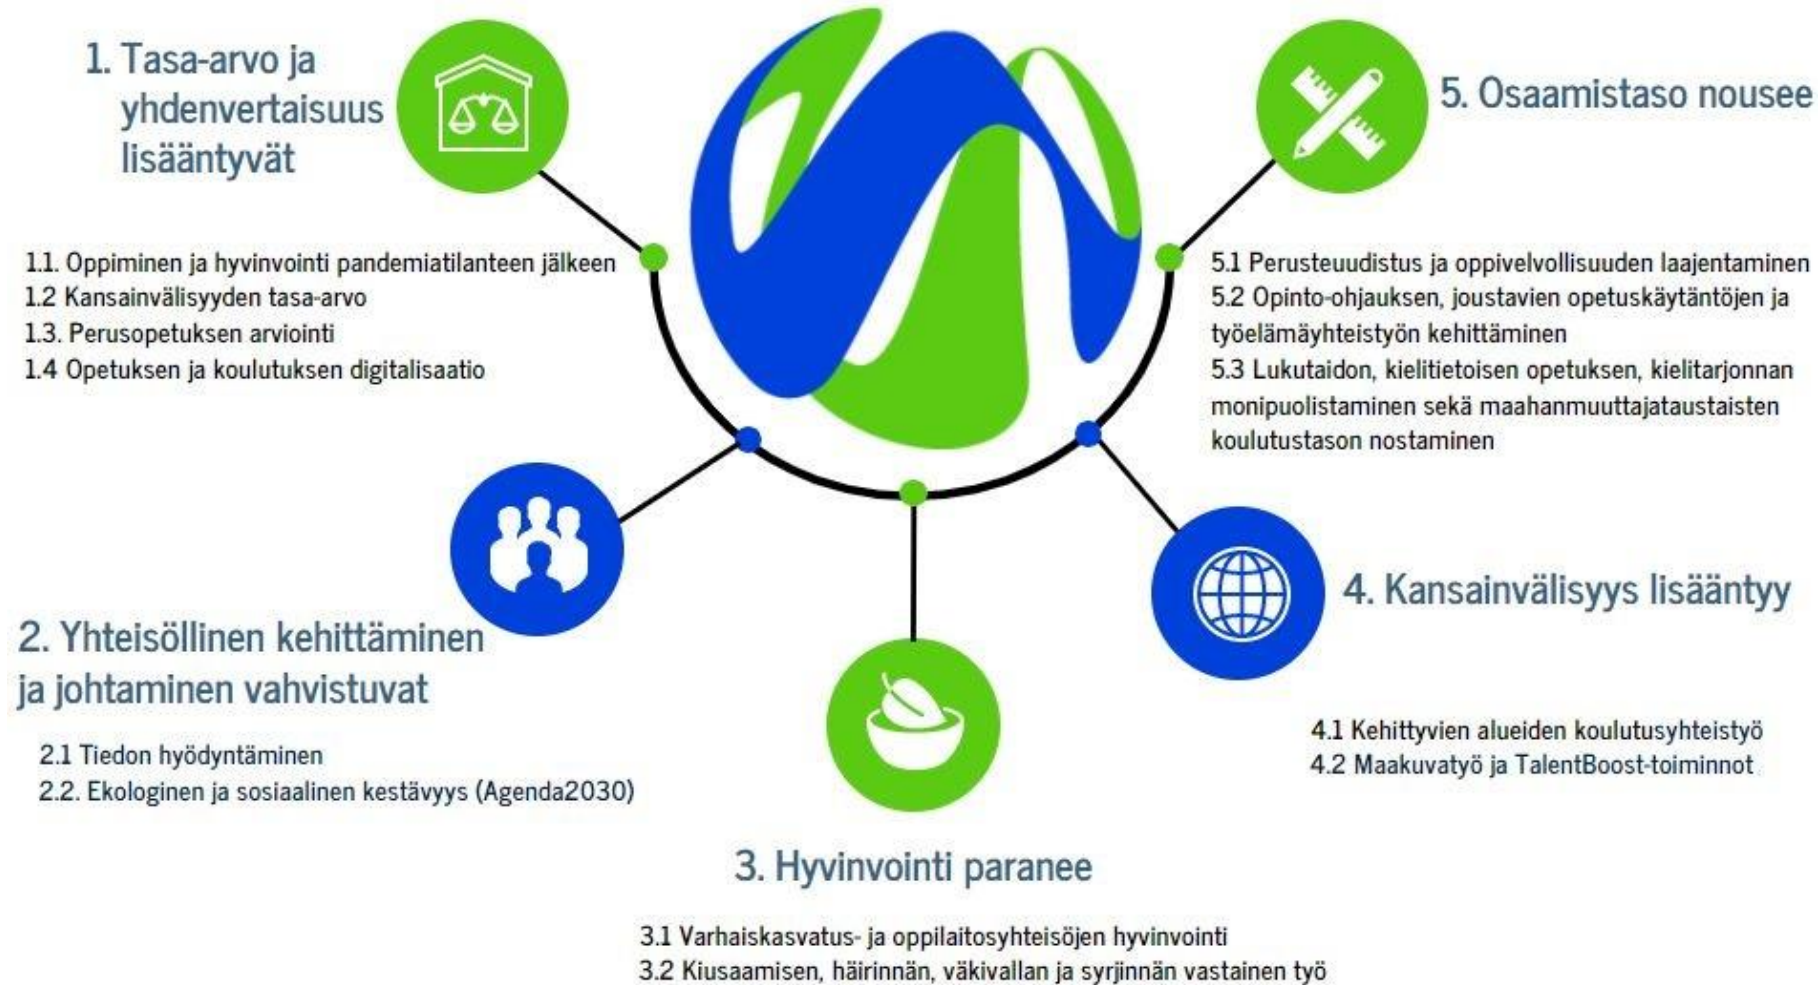 1. Tasa-arvo ja
yhdenvertaisuus
lisääntyvät
1.1. Oppiminen ja hyvinvointi pandemiatilanteen jälkeen
1.2 Kansainvälisyyden tasa-arvo
1.3. Perusopetuksen arviointi
1.4 Opetuksen ja koulutuksen digitalisaatio
2. Yhteisöllinen kehittäminen
ja johtaminen vahvistuvat
2.1 Tiedon hyödyntäminen
2.2. Ekologinen ja sosiaalinen kestävyys (Agenda2030)
3. Hyvinvointi paranee
3.1 Varhaiskasvatus- ja oppilaitosyhteisöjen hyvinvointi
3.2 Kiusaamisen, häirinnän, väkivallan ja syrjinnän vastainen työ
4. Kansainvälisyys lisääntyy
4.1 Kehittyvien alueiden koulutusyhteistyö
4.2 Maakuvatyö ja TalentBoost-toiminnot
5. Osaamistaso nousee
5.1 Perusteuudistus ja oppivelvollisuuden laajentaminen
5.2 Opinto-ohjauksen, joustavien opetuskäytäntöjen ja
työelämäyhteistyön kehittäminen
5.3 Lukutaidon, kielitietoisen opetuksen, kielitarjonnan
monipuolistaminen sekä maahanmuuttajataustaisten
koulutustason nostaminen